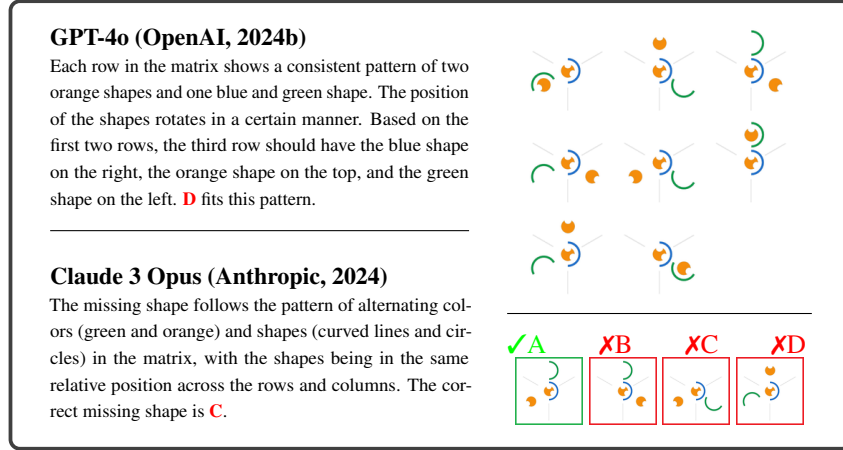 GPT-4o (OpenAI, 2024b)
Each row in the matrix shows a consistent pattern of two
orange shapes and one blue and green shape. The position
of the shapes rotates in a certain manner. Based on the
first two rows, the third row should have the blue shape
on the right, the orange shape on the top, and the green
shape on the left. D fits this pattern.
Claude 3 Opus (Anthropic, 2024)
The missing shape follows the pattern of alternating col-
ors (green and orange) and shapes (curved lines and cir-
cles) in the matrix, with the shapes being in the same
relative position across the rows and columns. The cor-
rect missing shape is C.
✓A ✗B ✗C ✗D